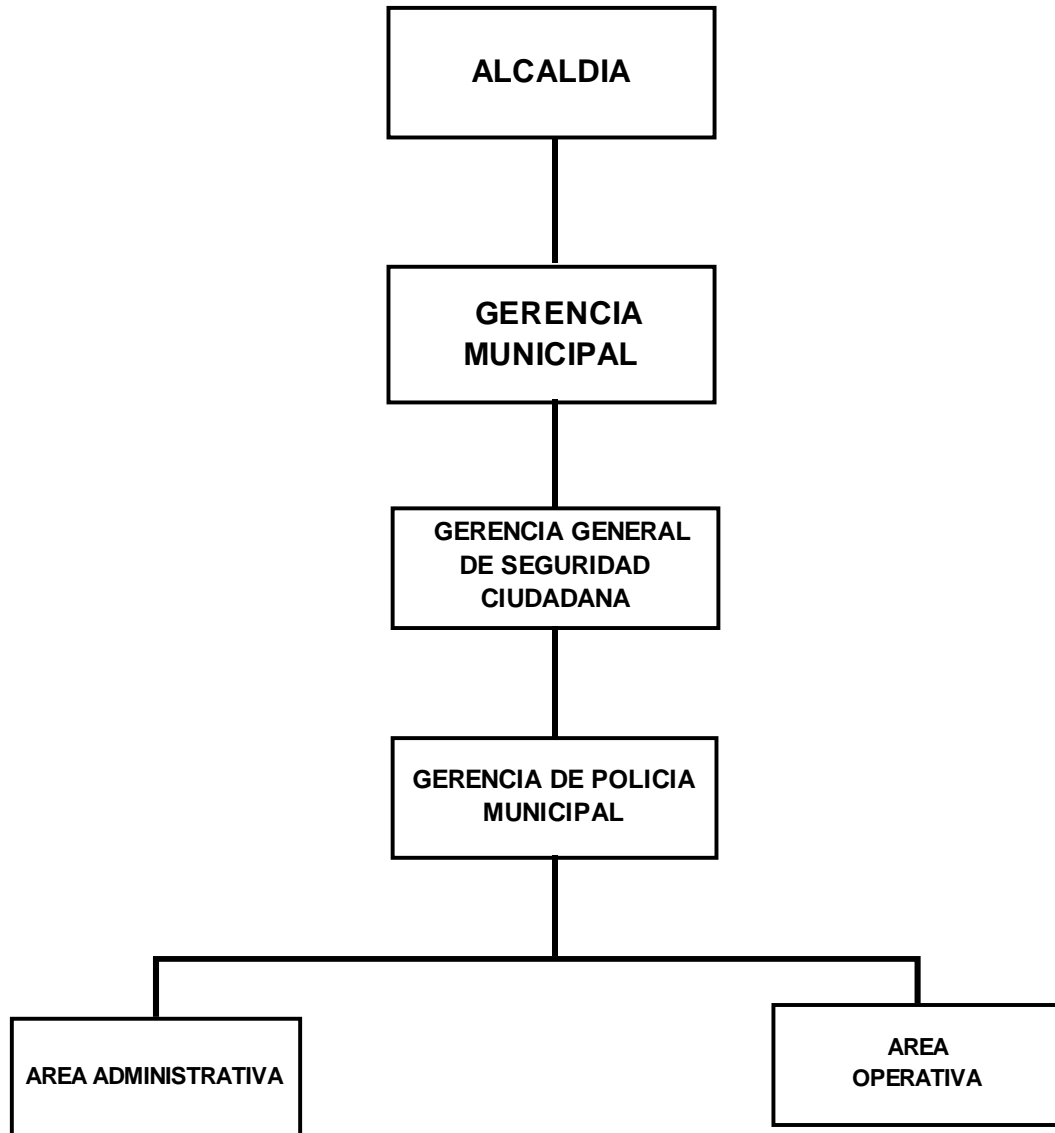 ALCALDIA
GERENCIA
MUNICIPAL
GERENCIA GENERAL
DE SEGURIDAD
CIUDADANA
GERENCIA DE POLICIA
MUNICIPAL
AREA ADMINISTRATIVA
AREA
OPERATIVA